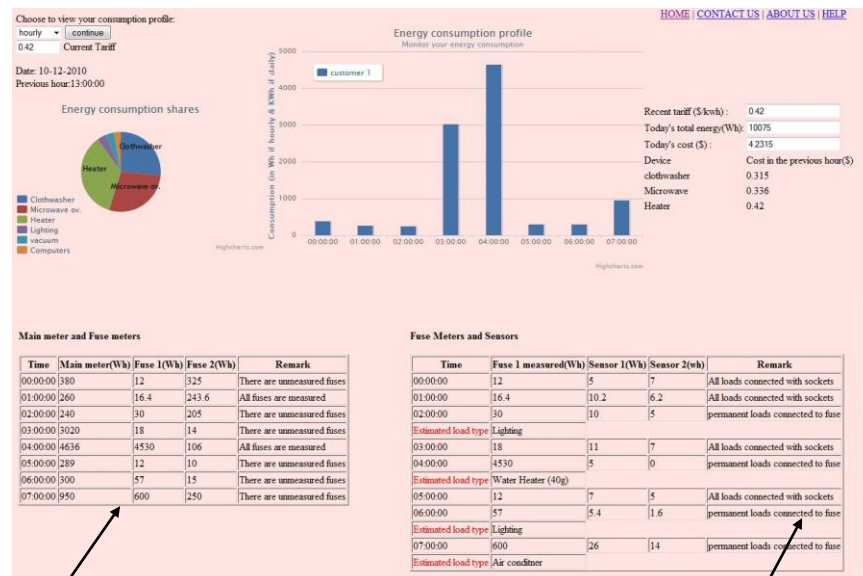 HOME | CONTACT US | ABOUT US | HELP
Choose to view your consumption profile:
hourly continue
0.42 Current Tariff
Date: 10-12-2010
Previous hour:13:00:00
Energy consumption shares
Clothwasher
Heater
Microwave ov.
Clothwasher
Microwave ov.
Heater
Lighting
vacuum
Computers
Highcharts.com
Energy consumption profile
Monitor your energy consumption
Consumption (in Wh if hourly & KWh if daily)
5000
4000
3000
2000
1000
0
customer 1
00:00:00 01:00:00 02:00:00 03:00:00 04:00:00 05:00:00 06:00:00 07:00:00
Highcharts.com
Recent tariff ($/kwh) : 0.42
Today's total energy(Wh): 10075
Today's cost ($) : 4.2315
Device Cost in the previous hour($)
clothwasher 0.315
Microwave 0.336
Heater 0.42
Main meter and Fuse meters
Time Main meter(Wh) Fuse 1(Wh) Fuse 2(Wh) Remark
00:00:00 380 12 325 There are unmeasured fuses
01:00:00 260 16.4 243.6 All fuses are measured
02:00:00 240 30 205 There are unmeasured fuses
03:00:00 3020 18 14 There are unmeasured fuses
04:00:00 4636 4530 106 All fuses are measured
05:00:00 289 12 10 There are unmeasured fuses
06:00:00 300 57 15 There are unmeasured fuses
07:00:00 950 600 250 There are unmeasured fuses
Fuse Meters and Sensors
Time Fuse 1 measured(Wh) Sensor 1(Wh) Sensor 2(wh) Remark
00:00:00 12 5 7 All loads connected with sockets
01:00:00 16.4 10.2 6.2 All loads connected with sockets
02:00:00 30 10 5 permanent loads connected to fuse
Estimated load type Lighting
03:00:00 18 11 7 All loads connected with sockets
04:00:00 4530 5 0 permanent loads connected to fuse
Estimated load type Water Heater (40g)
05:00:00 12 7 5 All loads connected with sockets
06:00:00 57 5.4 1.6 permanent loads connected to fuse
Estimated load type Lighting
07:00:00 600 26 14 permanent loads connected to fuse
Estimated load type Air conditner